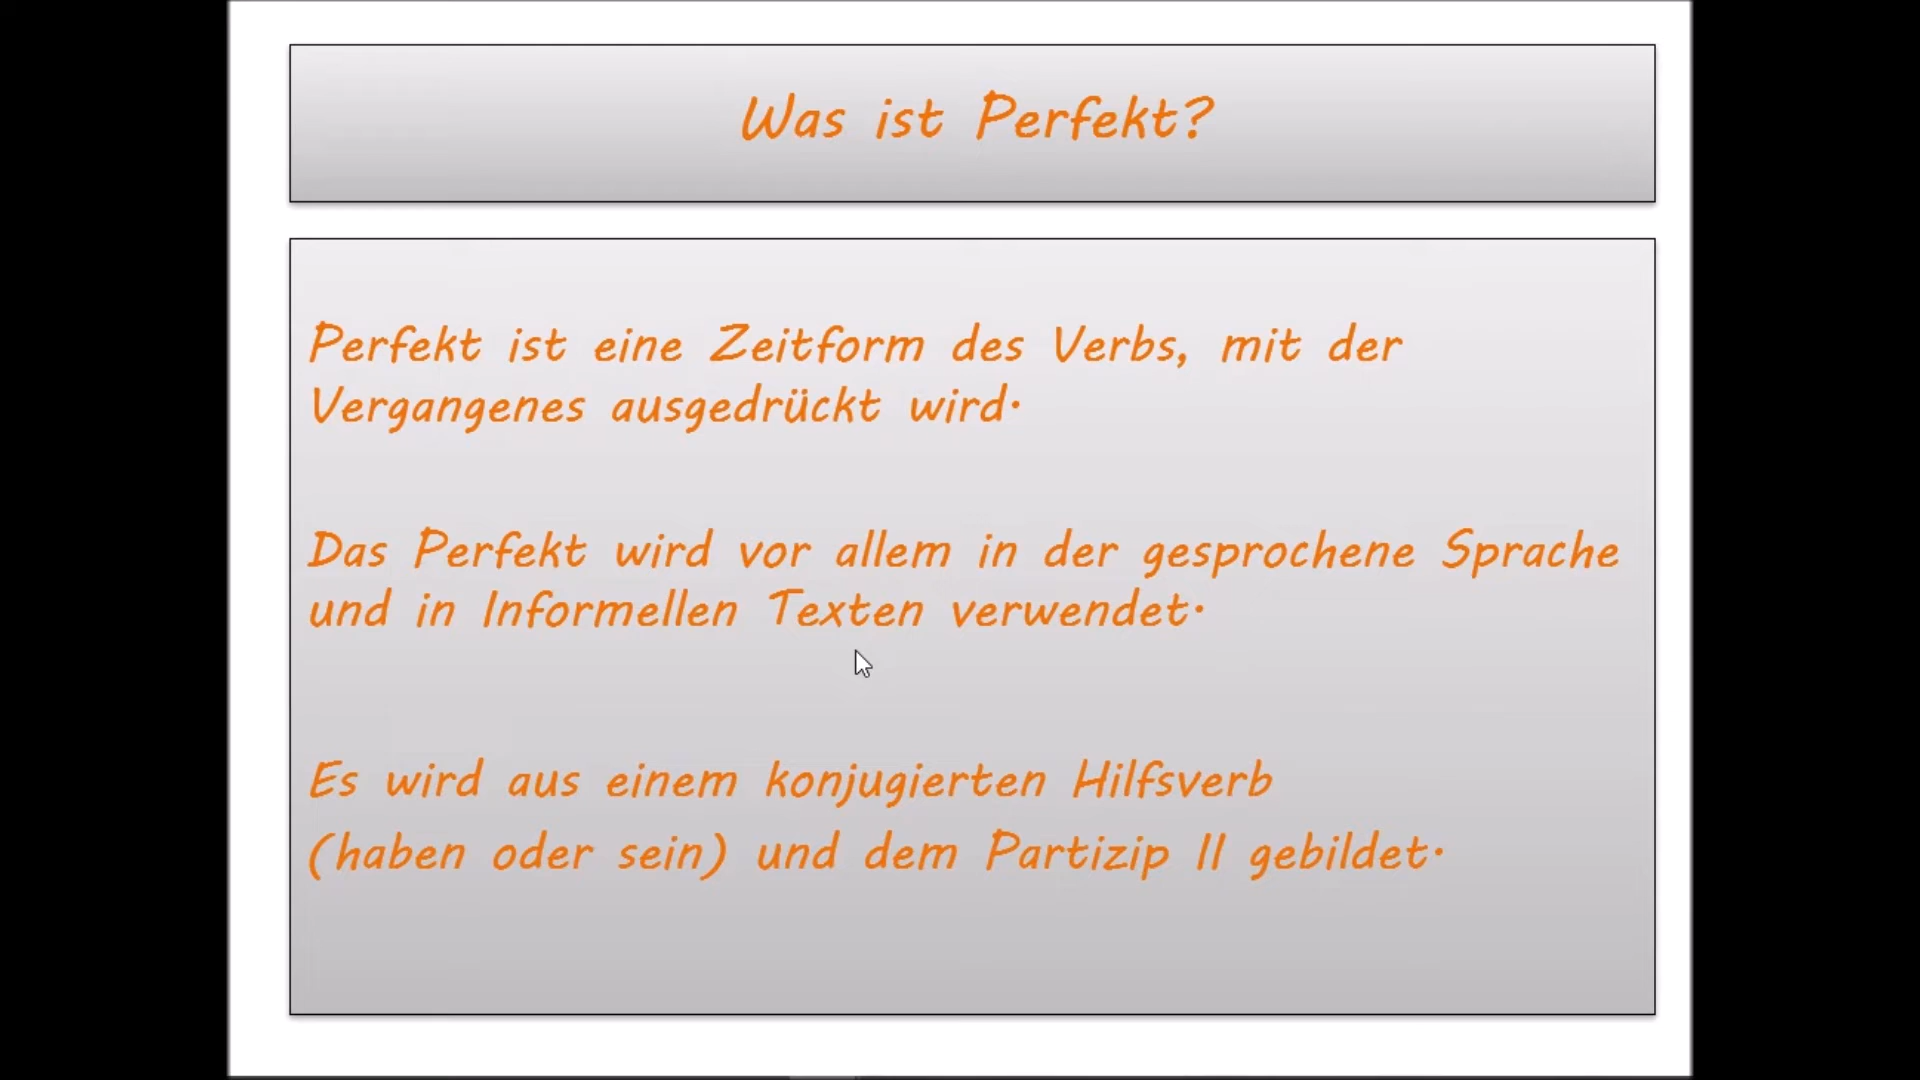 Was ist Perfekt?
Perfekt ist eine Zeitform des Verbs, mit der
Vergangenes ausgedrückt wird.
Das Perfekt wird vor allem in der gesprochene Sprache
und in Informellen Texten verwendet.
Es wird aus einem konjugierten Hilfsverb
(haben oder sein) und dem Partizip II gebildet.